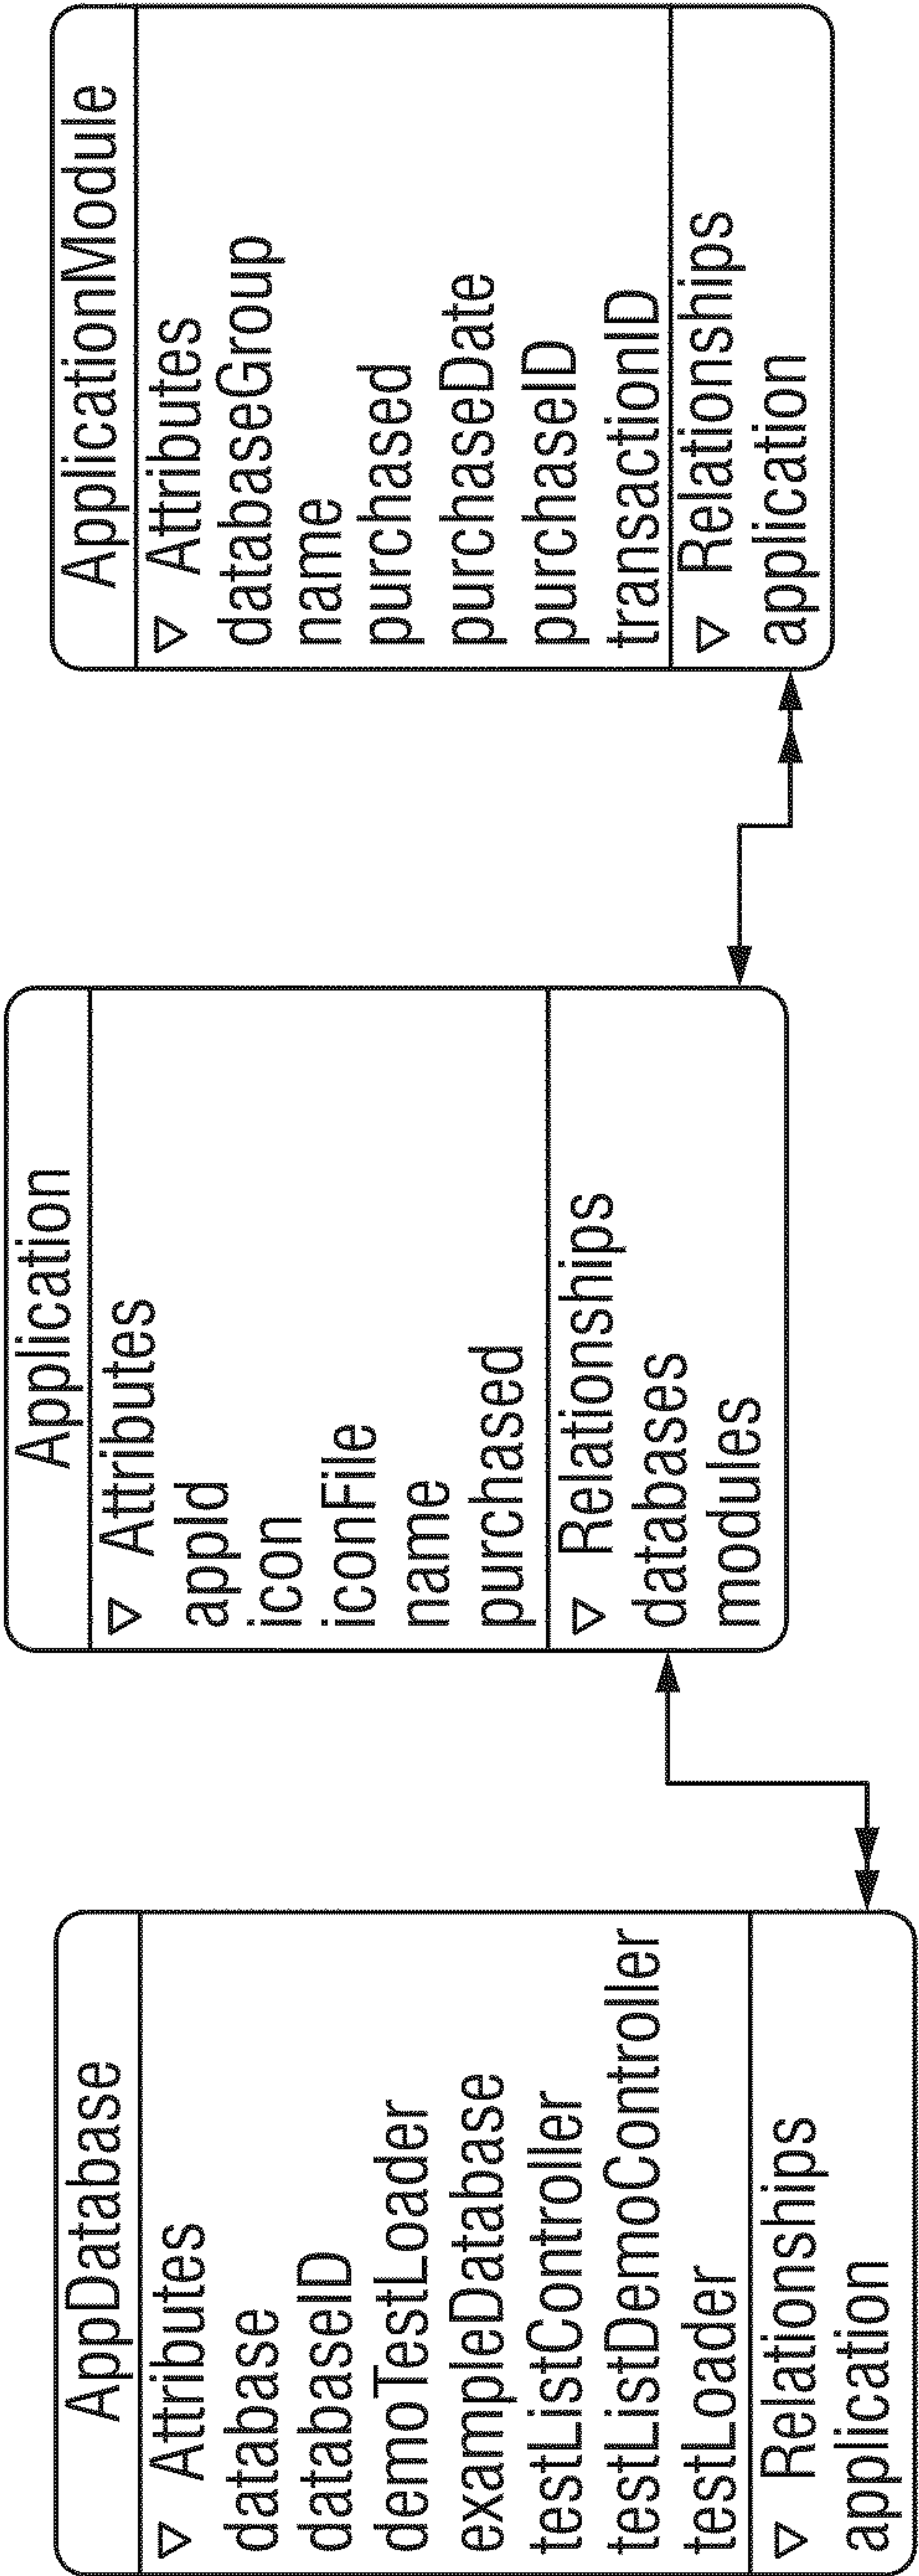 AppDatabase
Attributes
database
databaseID
demoTestLoader
exampleDatabase
testListController
testListDemoController
testLoader
Relationships
application
Application
Attributes
appId
icon
iconFile
name
purchased
Relationships
databases
modules
ApplicationModule
Attributes
databaseGroup
name
purchased
purchaseDate
purchaseID
transactionID
Relationships
application